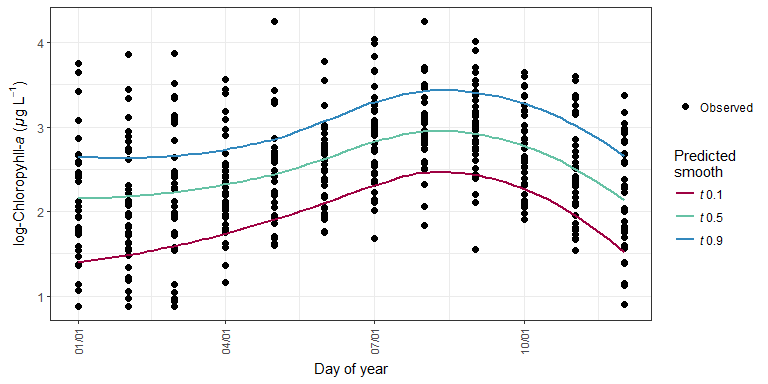 4
3
2
1
log-Chloropyhll-a (µg L⁻¹)
01/01
04/01
07/01
10/01
Day of year
Observed
Predicted
smooth
t 0.1
t 0.5
t 0.9